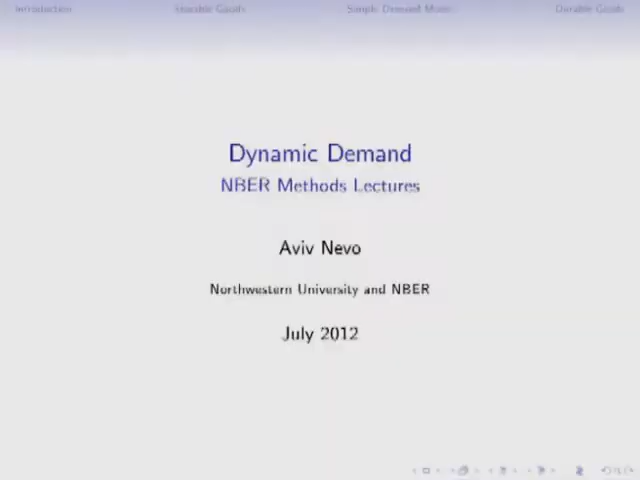 Introduction Storable Goods Simple Demand Model Durable Goods
Dynamic Demand
NBER Methods Lectures
Aviv Nevo
Northwestern University and NBER
July 2012